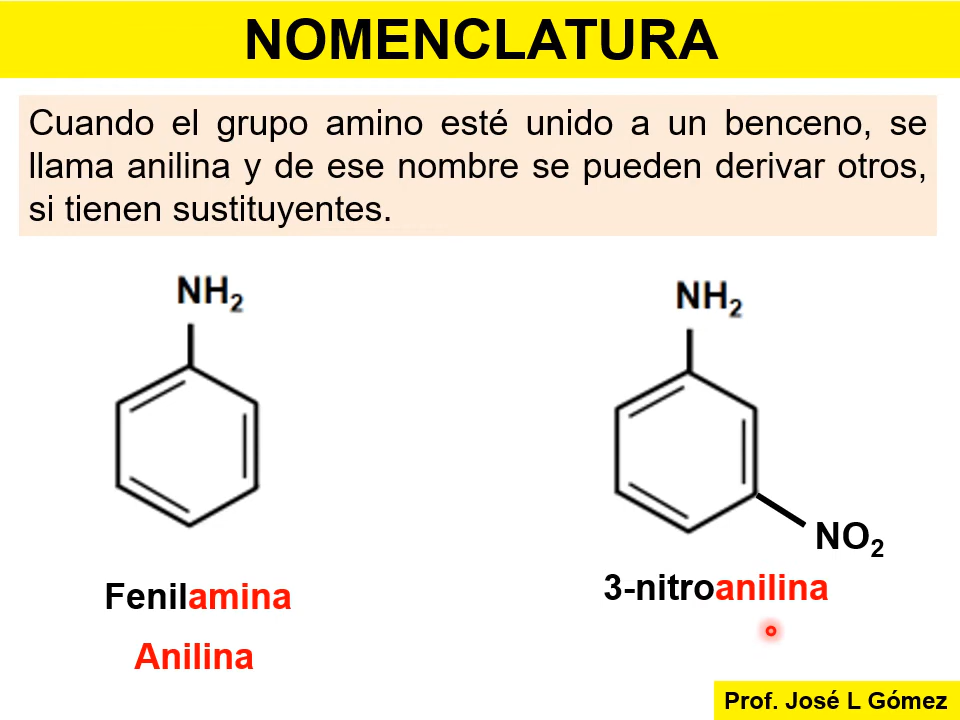 NOMENCLATURA
Cuando el grupo amino esté unido a un benceno, se
llama anilina y de ese nombre se pueden derivar otros,
si tienen sustituyentes.
NH₂
NH₂
NO₂
Fenilamina
3-nitroanilina
Anilina
Prof. José L Gómez